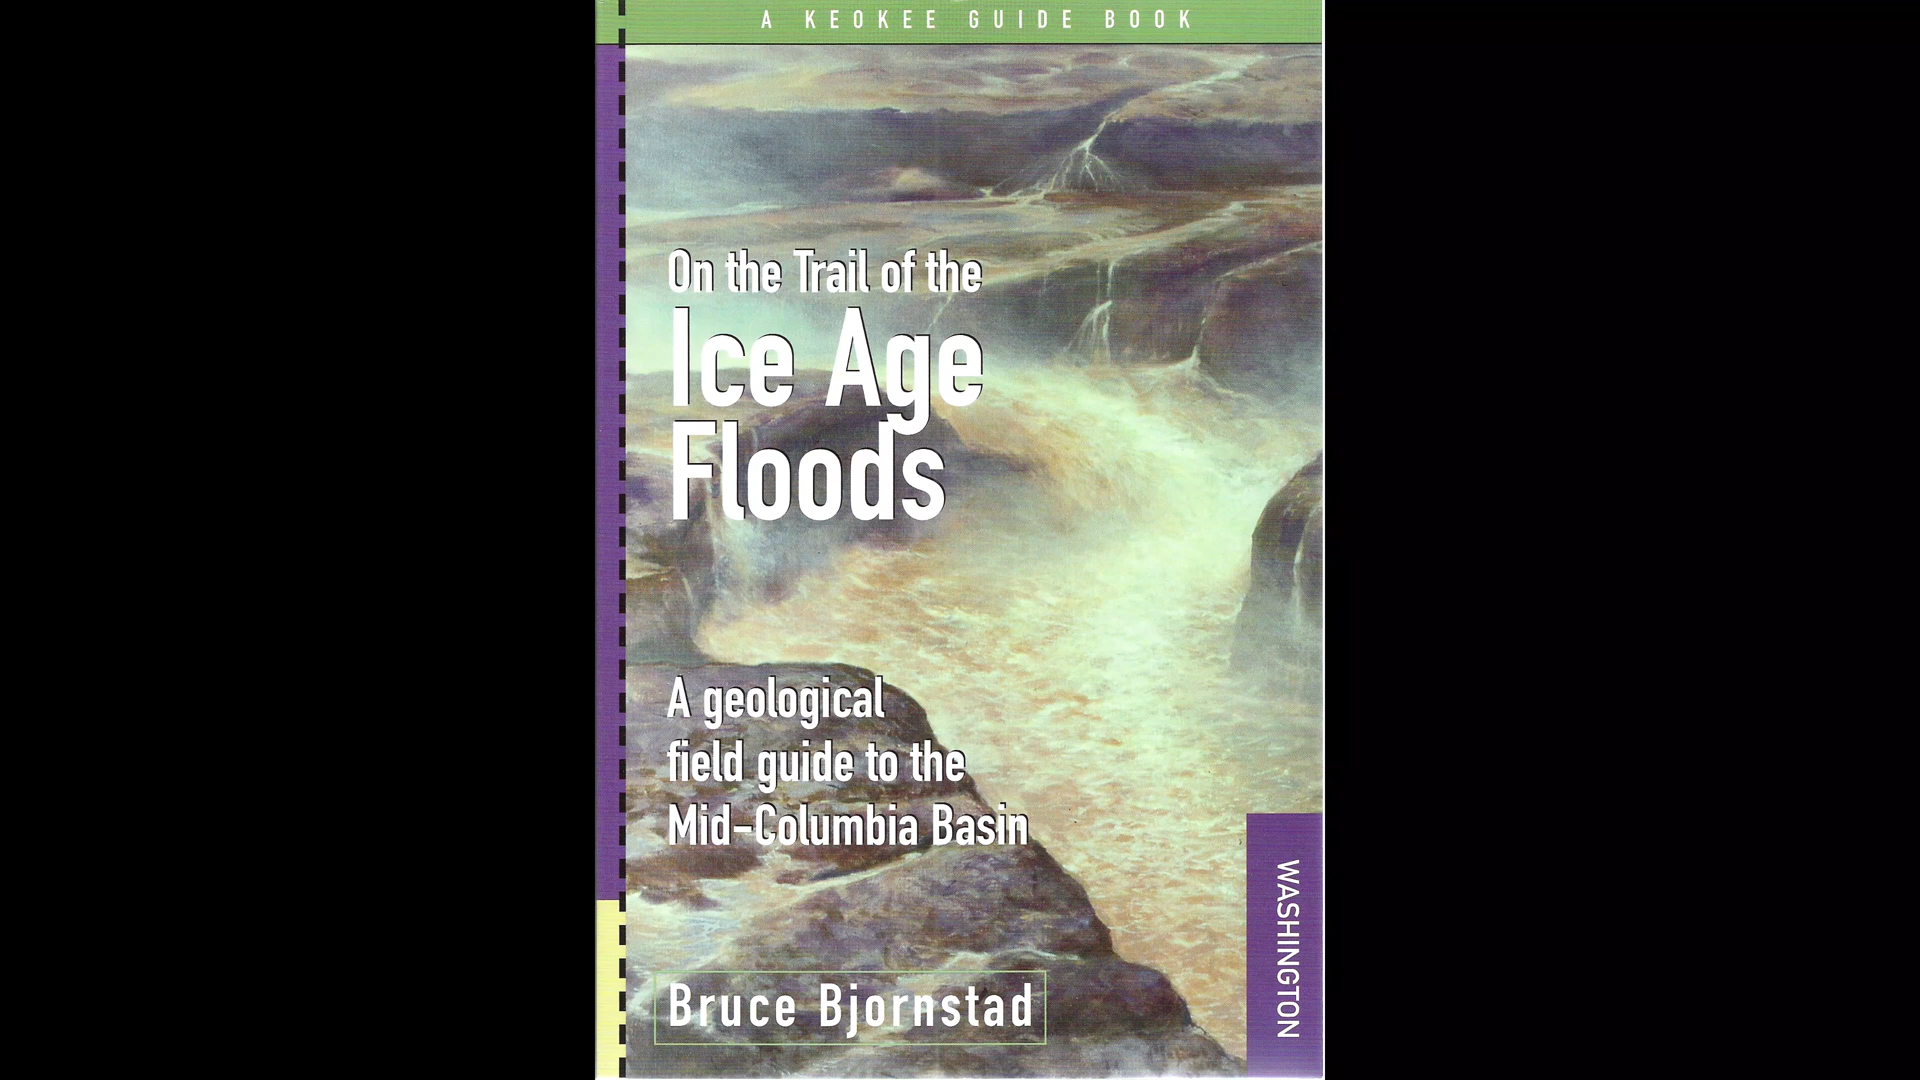 A KEOKEE GUIDE BOOK
On the Trail of the
Ice Age
Floods
A geological
field guide to the
Mid-Columbia Basin
Bruce Bjornstad
WASHINGTON